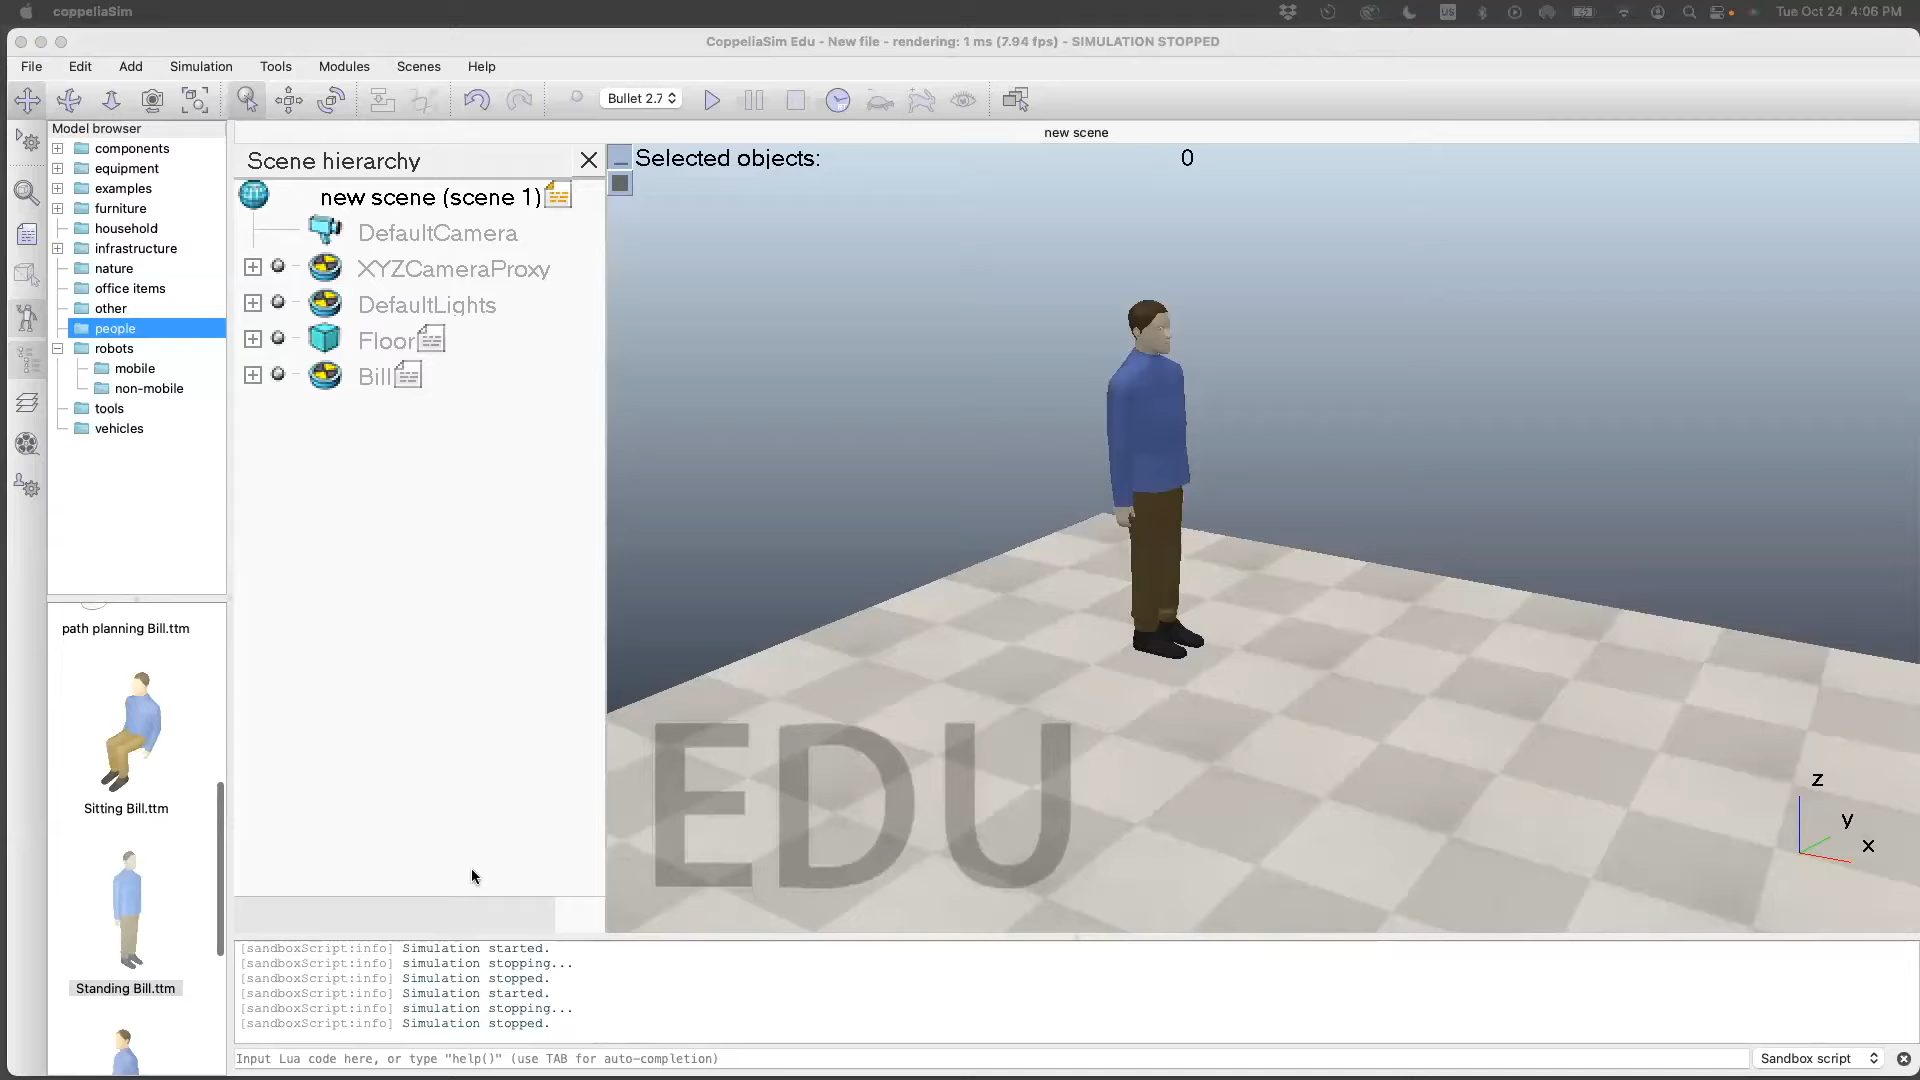 coppeliaSim
US
Tue Oct 24 4:06 PM
CoppeliaSim Edu - New file - rendering: 1 ms (7.94 fps) - SIMULATION STOPPED
File Edit Add Simulation Tools Modules Scenes Help
Bullet 2.7
Model browser
components
equipment
examples
furniture
household
infrastructure
nature
office items
other
people
robots
mobile
non-mobile
tools
vehicles
path planning Bill.ttm
Sitting Bill.ttm
Standing Bill.ttm
new scene
Scene hierarchy
new scene (scene 1)
DefaultCamera
XYZCameraProxy
DefaultLights
Floor
Bill
Selected objects: 0
EDU
z
y
x
[sandboxScript:info] Simulation started.
[sandboxScript:info] simulation stopping...
[sandboxScript:info] Simulation stopped.
[sandboxScript:info] Simulation started.
[sandboxScript:info] simulation stopping...
[sandboxScript:info] Simulation stopped.
Input Lua code here, or type "help()" (use TAB for auto-completion)
Sandbox script